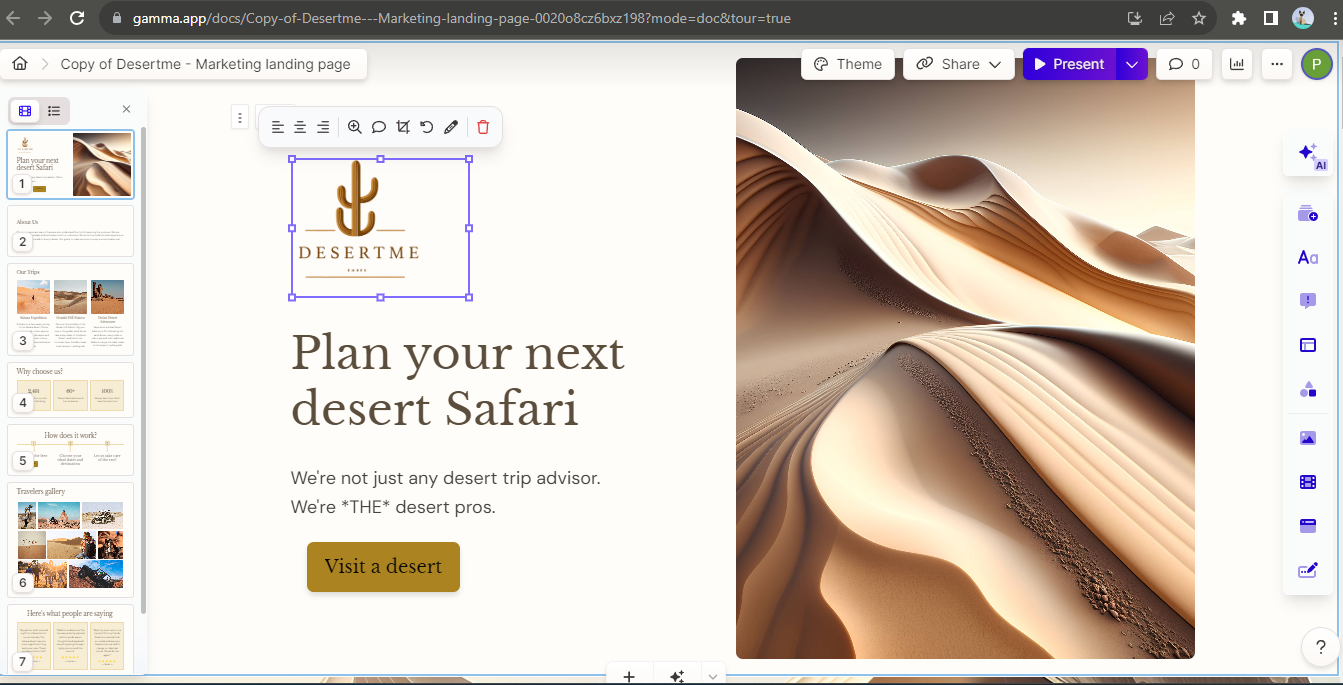 gamma.app/docs/Copy-of-Desertme---Marketing-landing-page-0020o8cz6bxz198?mode=doc&tour=true
Copy of Desertme - Marketing landing page
Theme
Share
Present
0
P
AI
Aa
Plan your next
desert Safari
1
About Us
2
Our Trips
3
Why choose us?
60+
100%
4
How does it work?
5
Travelers gallery
6
Here's what people are saying
7
DESERTME
Plan your next
desert Safari
We're not just any desert trip advisor.
We're *THE* desert pros.
Visit a desert
?